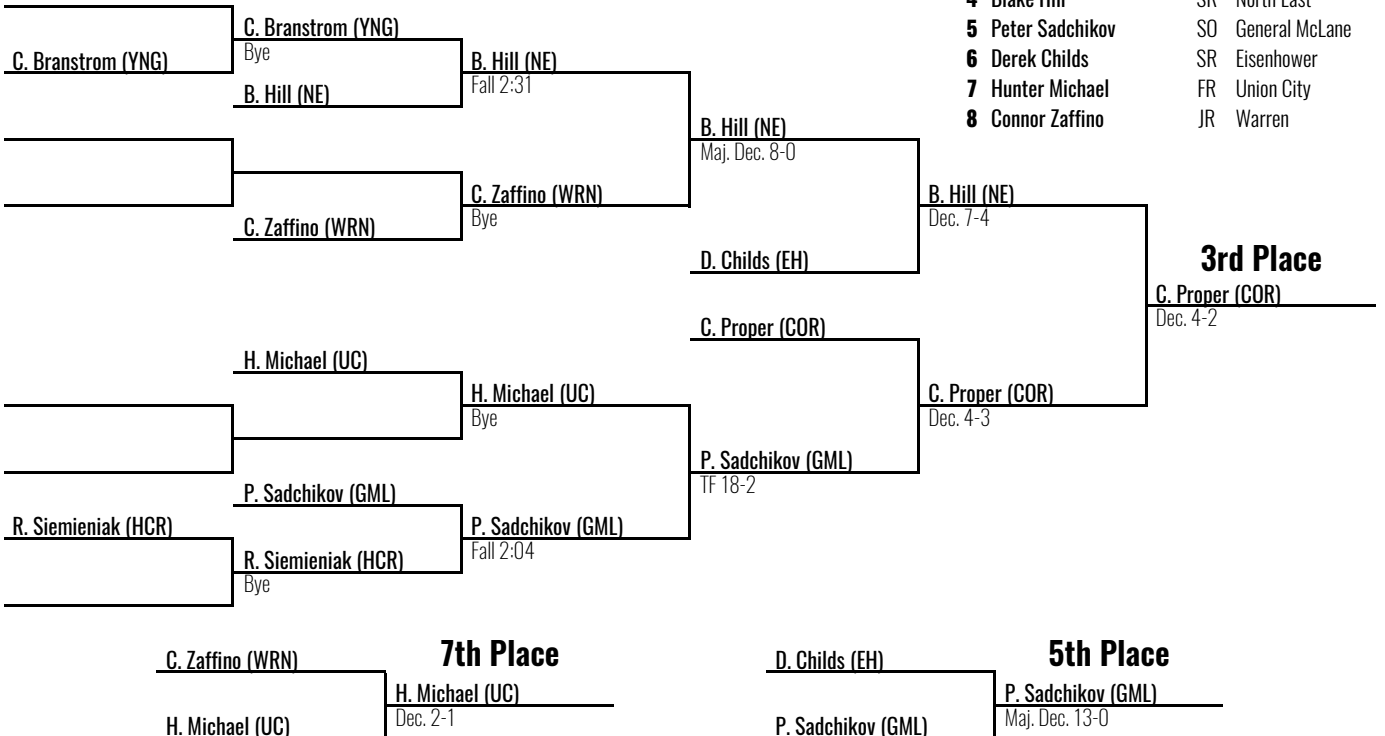 4 Blake Hill SR North East
C. Branstrom (YNG)
5 Peter Sadchikov SO General McLane
Bye
C. Branstrom (YNG)
B. Hill (NE)
6 Derek Childs SR Eisenhower
Fall 2:31
B. Hill (NE)
7 Hunter Michael FR Union City
B. Hill (NE)
8 Connor Zaffino JR Warren
Maj. Dec. 8-0
C. Zaffino (WRN)
B. Hill (NE)
Bye
Dec. 7-4
C. Zaffino (WRN)
D. Childs (EH)
3rd Place
C. Proper (COR)
Dec. 4-2
C. Proper (COR)
H. Michael (UC)
H. Michael (UC)
C. Proper (COR)
Bye
Dec. 4-3
P. Sadchikov (GML)
TF 18-2
P. Sadchikov (GML)
R. Siemieniak (HCR)
P. Sadchikov (GML)
Fall 2:04
R. Siemieniak (HCR)
Bye
C. Zaffino (WRN)
7th Place
D. Childs (EH)
5th Place
H. Michael (UC)
P. Sadchikov (GML)
Dec. 2-1
Maj. Dec. 13-0
H. Michael (UC)
P. Sadchikov (GML)